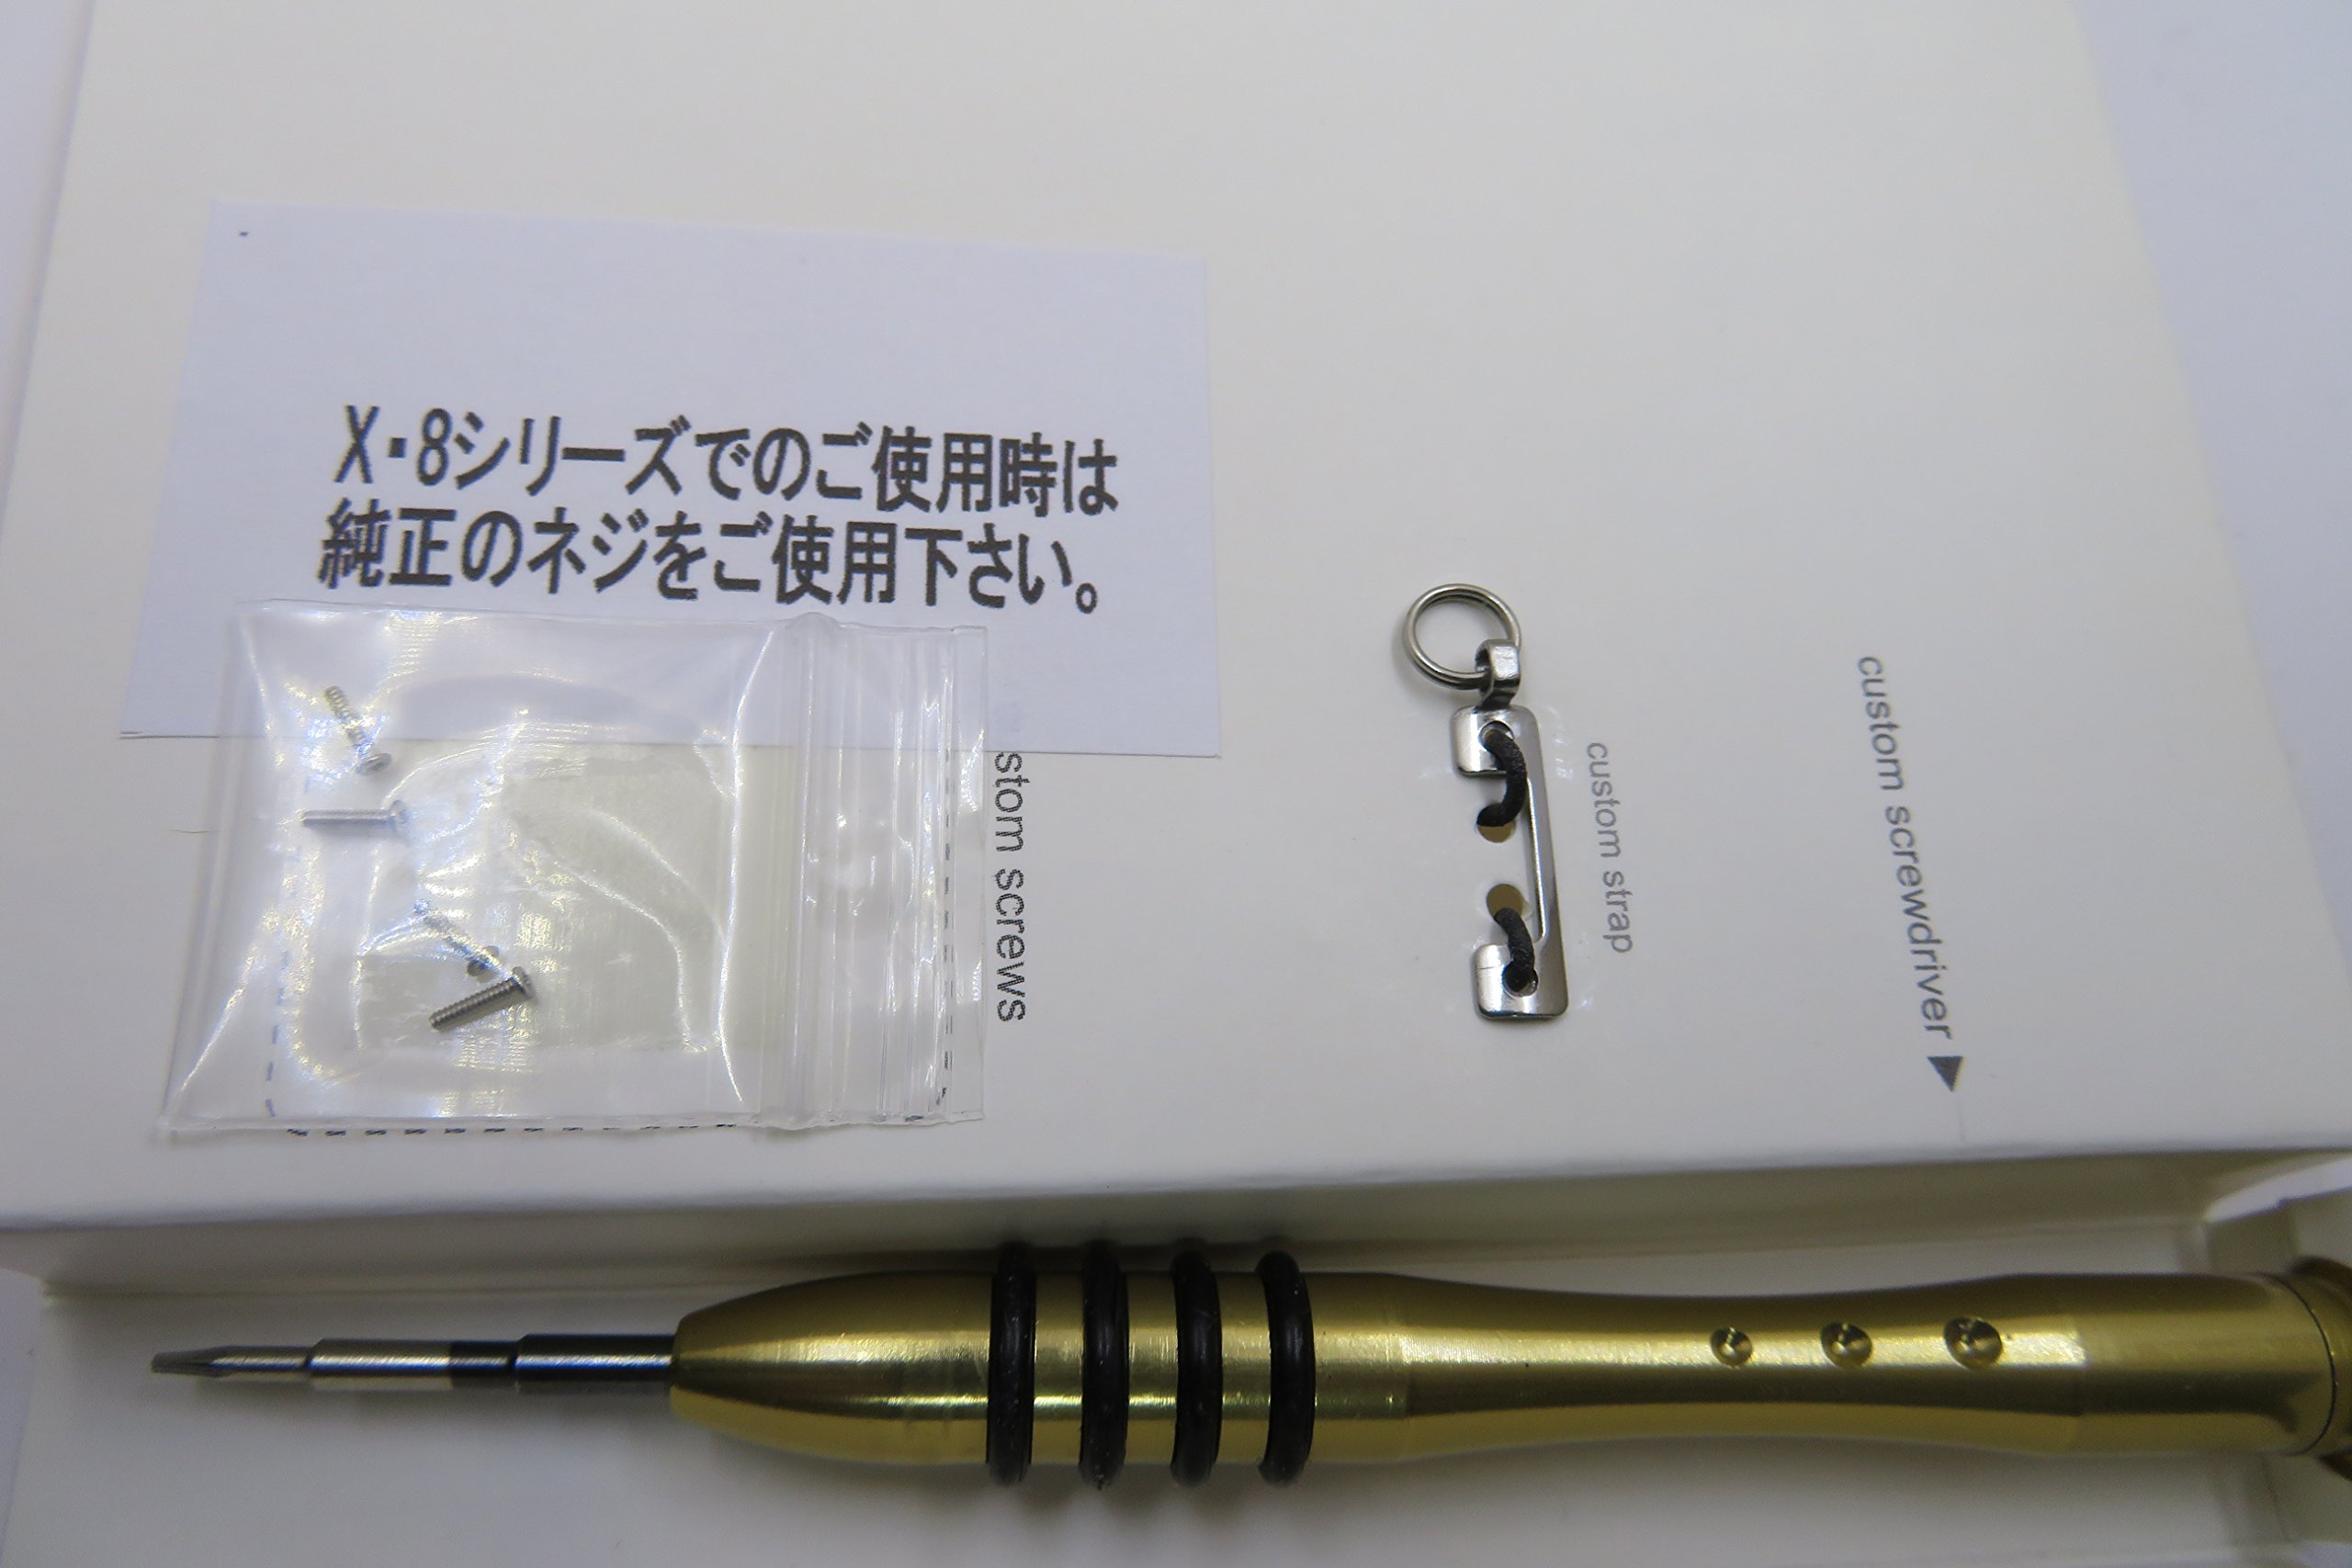 X・8シリーズでのご使用時は
純正のネジをご使用下さい。
stom screws
custom strap
custom screwdriver ▼